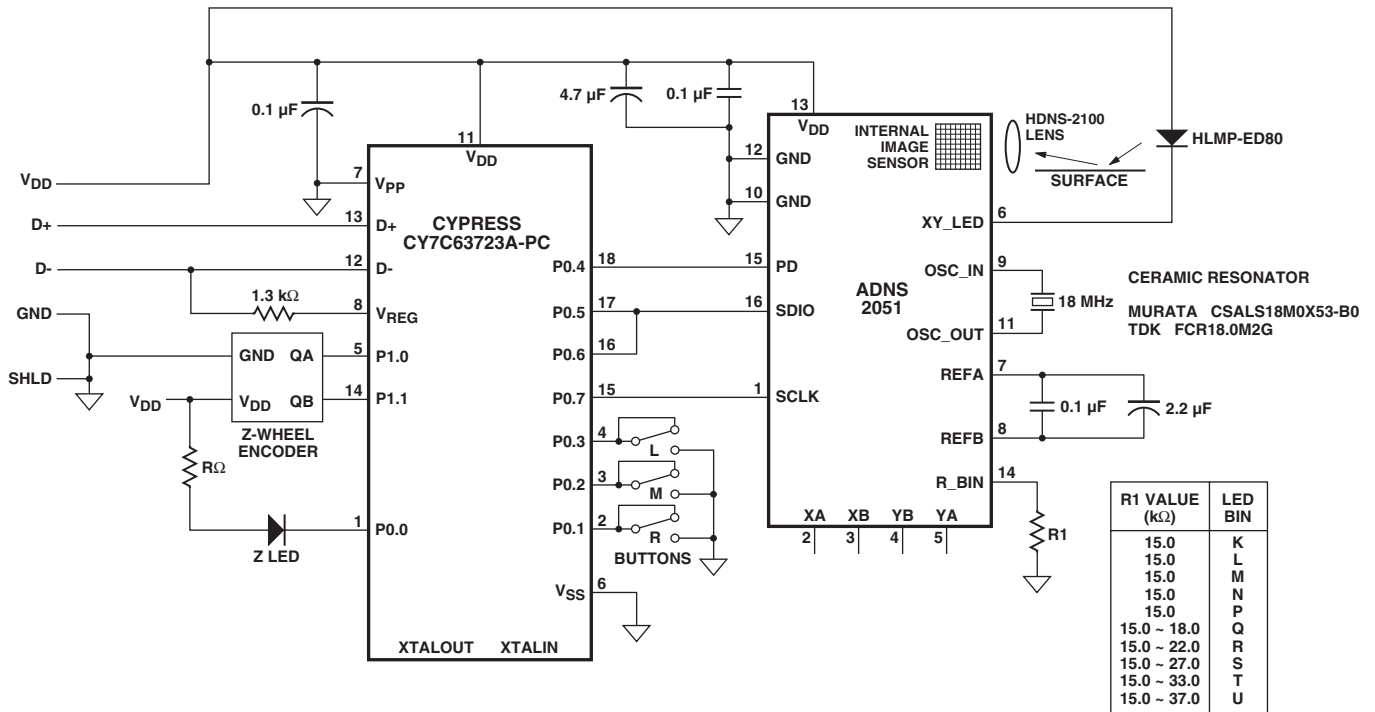 0.1 µF
4.7 µF
0.1 µF
13
VDD
INTERNAL
IMAGE
SENSOR
HDNS-2100
LENS
SURFACE
HLMP-ED80
11
VDD
12
GND
10
GND
VDD
7
VPP
D+
13
D+
CYPRESS
CY7C63723A-PC
6
XY_LED
D-
12
D-
P0.4
18
15
PD
9
OSC_IN
ADNS
2051
18 MHz
CERAMIC RESONATOR
MURATA CSALS18M0X53-B0
TDK FCR18.0M2G
1.3 kΩ
GND
8
VREG
P0.5
17
16
SDIO
11
OSC_OUT
GND
QA
5
P1.0
16
P0.6
SHLD
VDD
VDD
QB
14
P1.1
Z-WHEEL
ENCODER
15
P0.7
1
SCLK
7
REFA
0.1 µF
2.2 µF
8
REFB
P0.3
4
L
P0.2
3
M
P0.1
2
R
BUTTONS
RΩ
1
P0.0
Z LED
14
R_BIN
R1
XA
XB
YB
YA
2
3
4
5
VSS
6
XTALOUT
XTALIN
R1 VALUE
(kΩ)
LED
BIN
15.0 K
15.0 L
15.0 M
15.0 N
15.0 P
15.0 ~ 18.0 Q
15.0 ~ 22.0 R
15.0 ~ 27.0 S
15.0 ~ 33.0 T
15.0 ~ 37.0 U